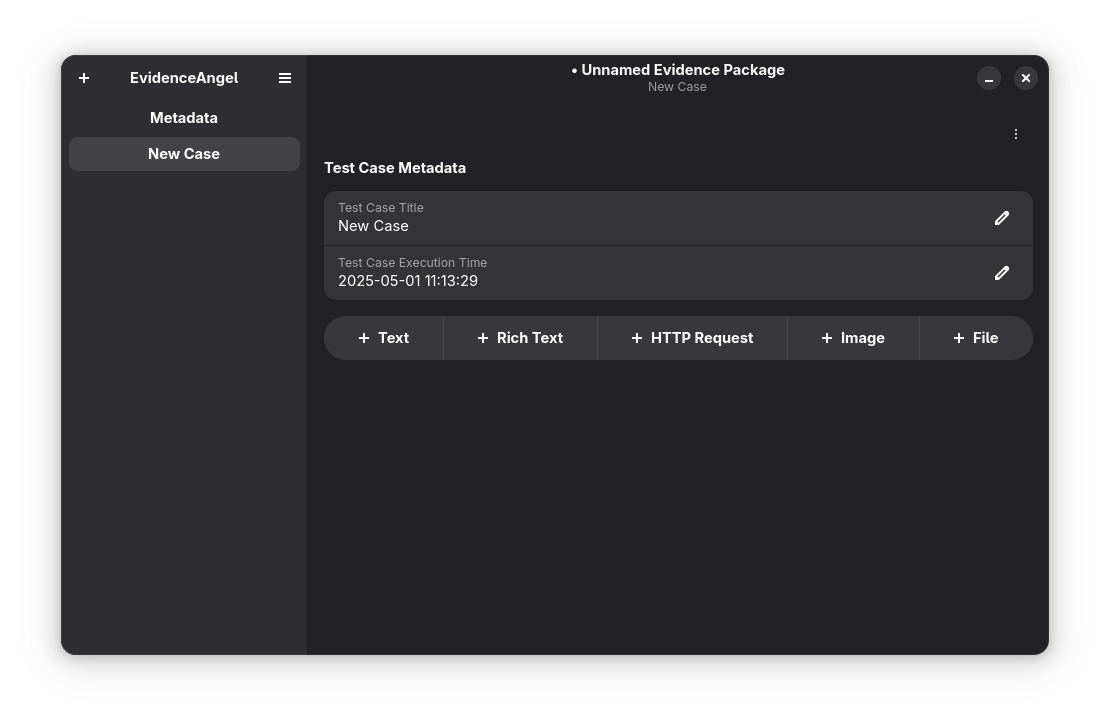 EvidenceAngel
Metadata
New Case
• Unnamed Evidence Package
New Case
Test Case Metadata
Test Case Title
New Case
Test Case Execution Time
2025-05-01 11:13:29
+ Text
+ Rich Text
+ HTTP Request
+ Image
+ File